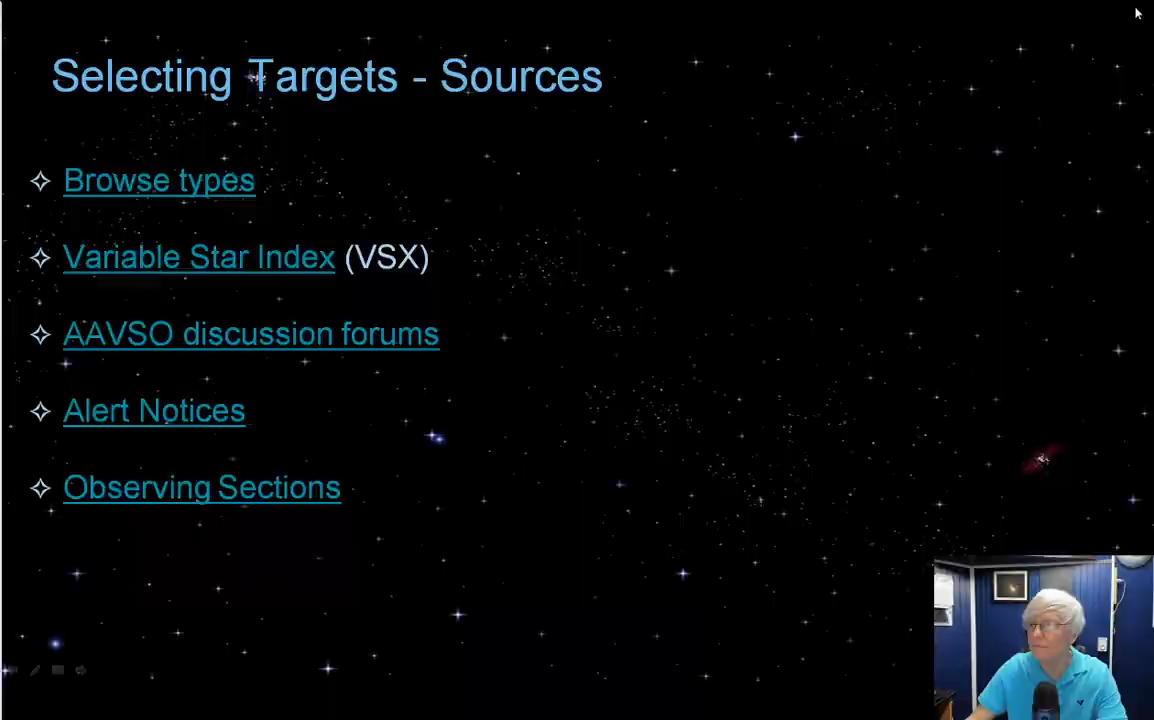 Selecting Targets - Sources
Browse types
Variable Star Index (VSX)
AAVSO discussion forums
Alert Notices
Observing Sections